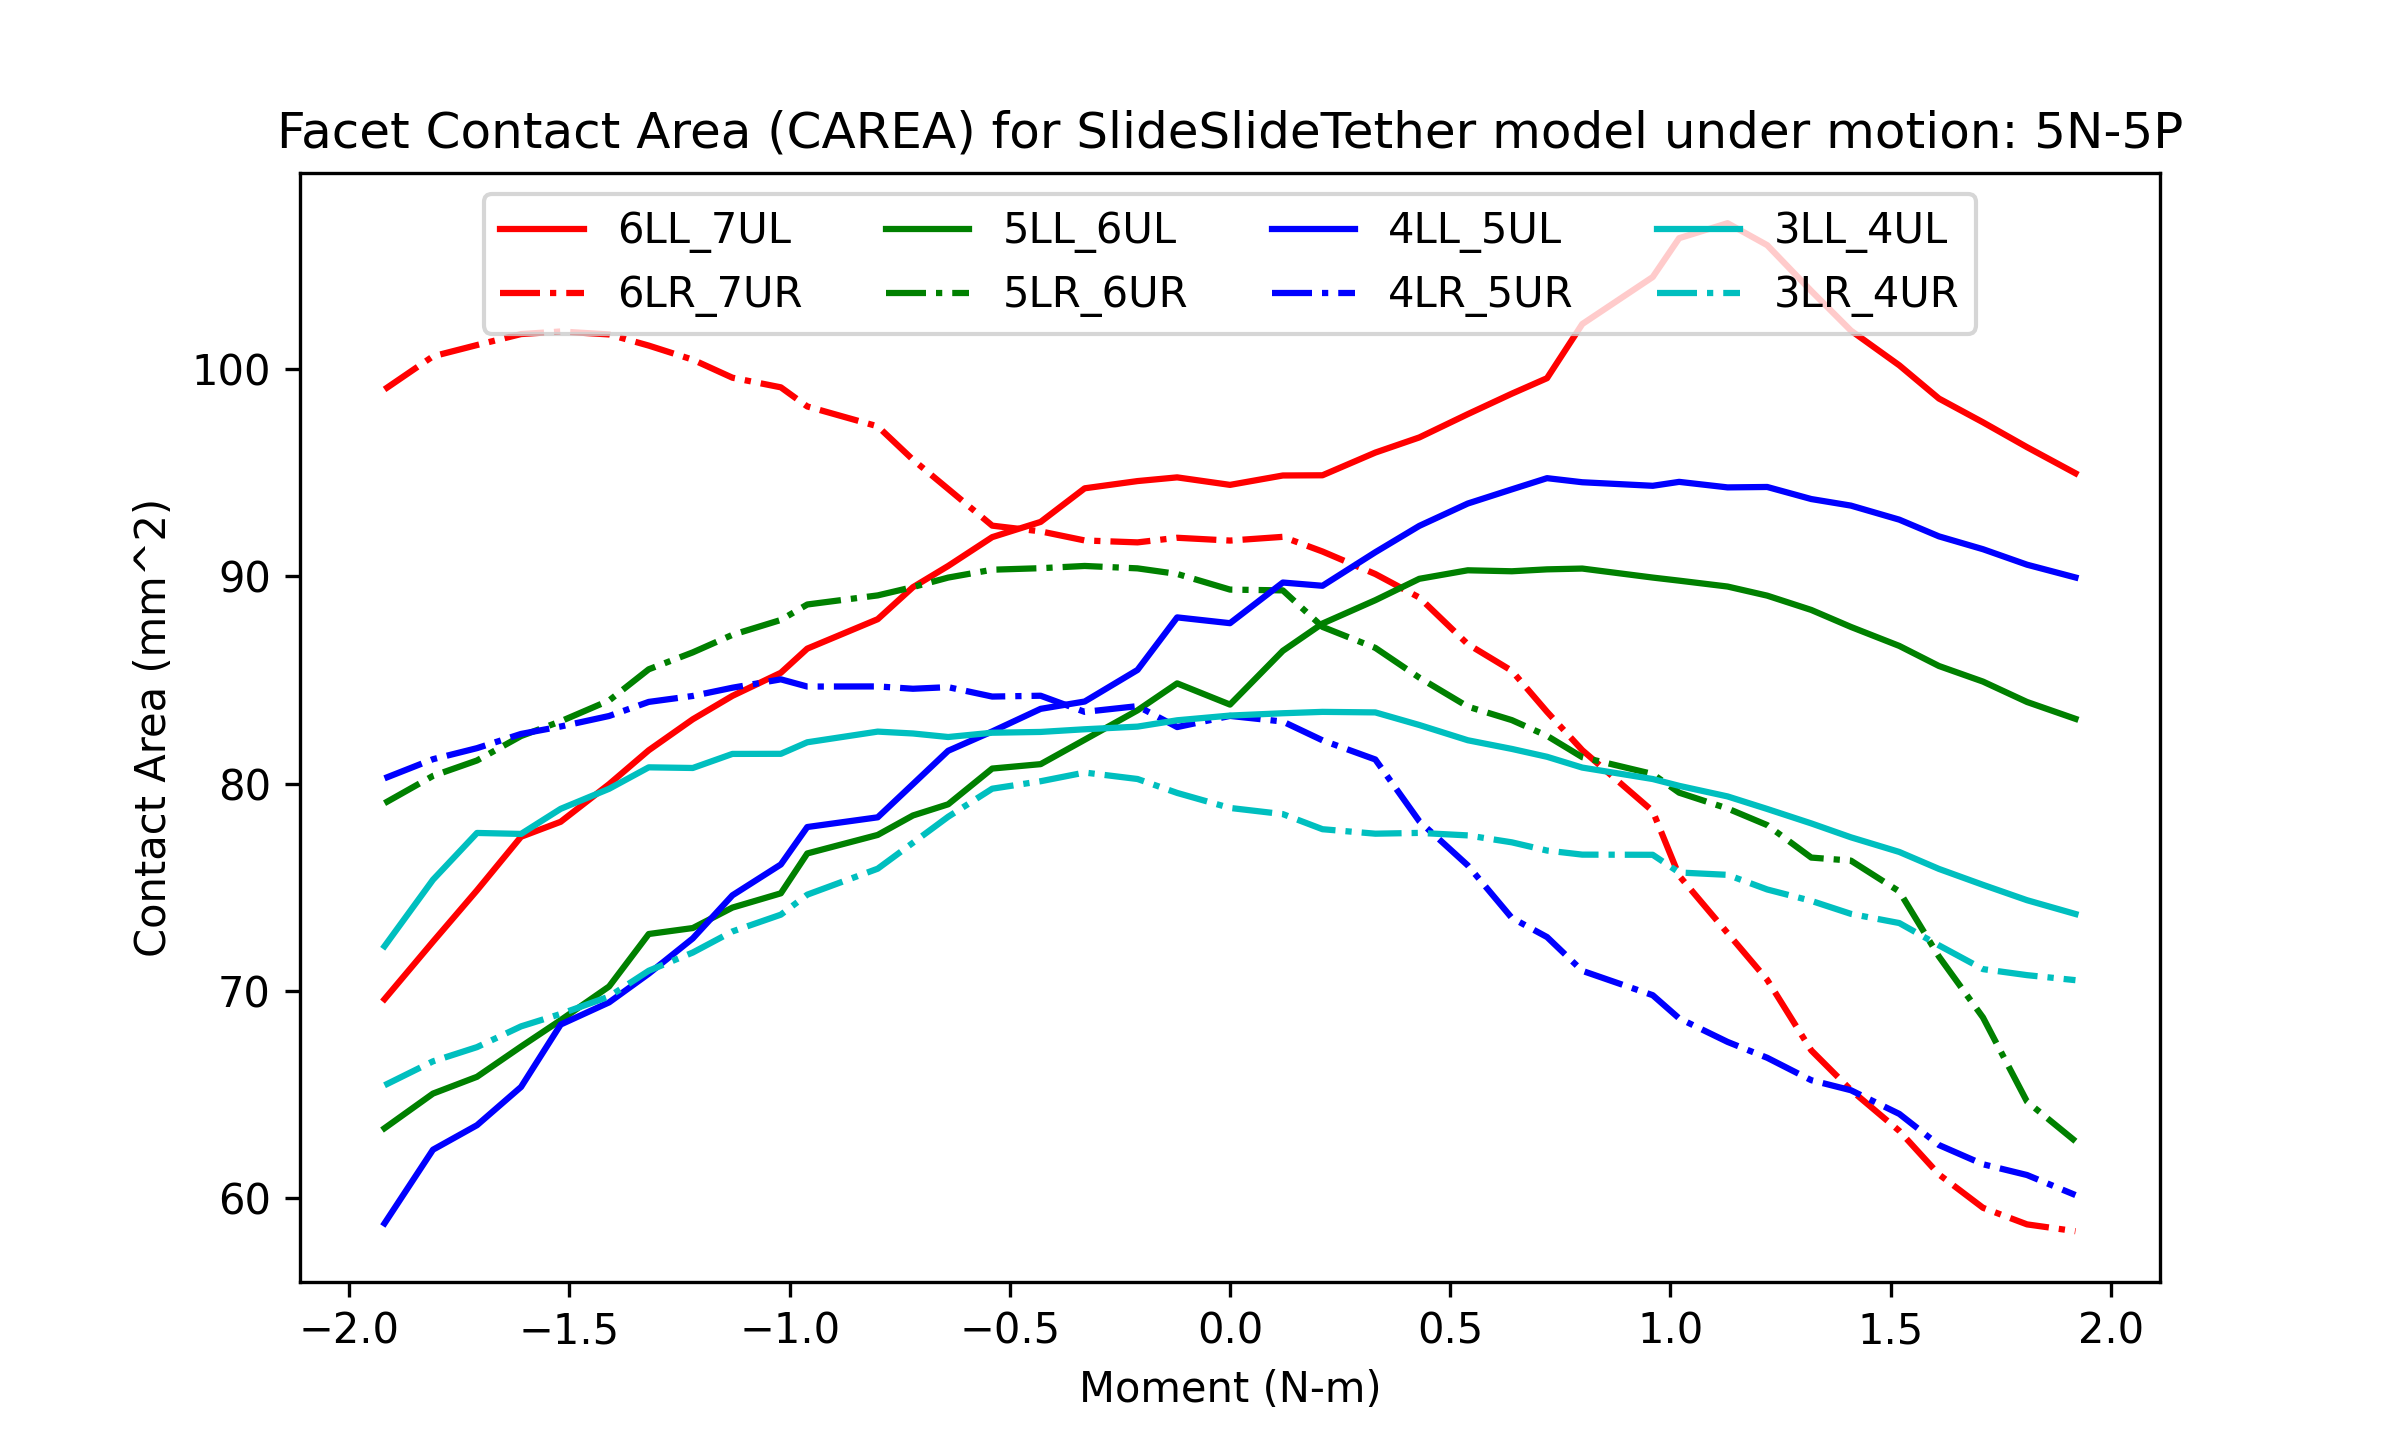 Facet Contact Area (CAREA) for SlideSlideTether model under motion: 5N-5P
6LL_7UL 5LL_6UL 4LL_5UL 3LL_4UL
6LR_7UR 5LR_6UR 4LR_5UR 3LR_4UR
100
90
80
70
60
Contact Area (mm^2)
−2.0 −1.5 −1.0 −0.5 0.0 0.5 1.0 1.5 2.0
Moment (N-m)